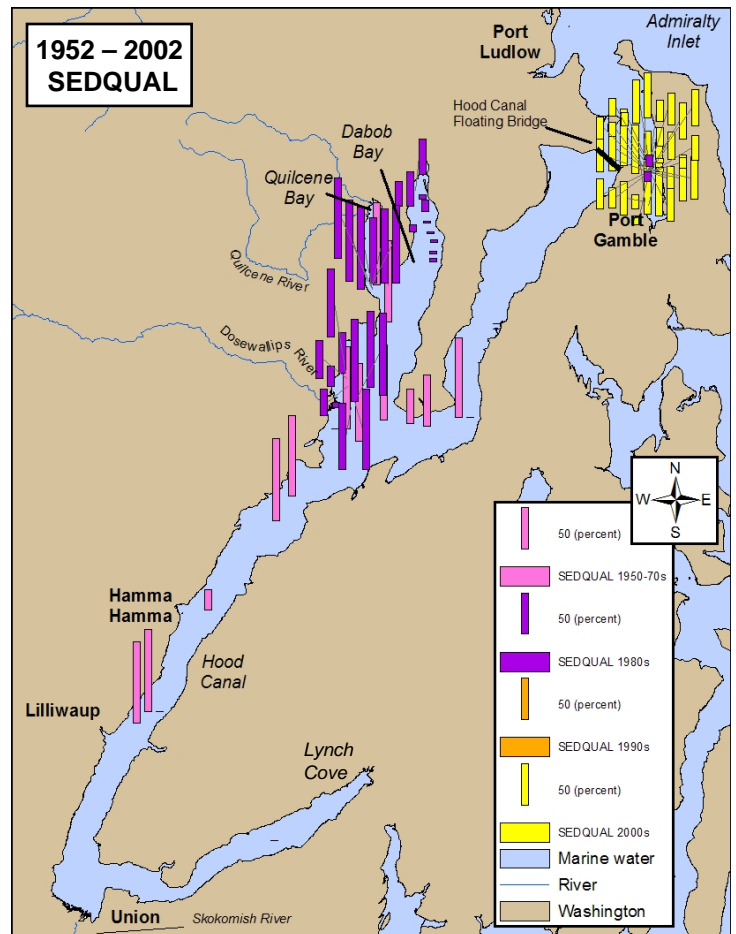 1952 – 2002
SEDQUAL
Port
Ludlow
Admiralty
Inlet
Hood Canal
Floating Bridge
Dabob
Bay
Quilcene
Bay
Port
Gamble
Quilcene River
Dosewallips River
Hamma
Hamma
Hood
Canal
Lilliwaup
Lynch
Cove
Union
Skokomish River
N
W E
S
50 (percent)
SEDQUAL 1950-70s
50 (percent)
SEDQUAL 1980s
50 (percent)
SEDQUAL 1990s
50 (percent)
SEDQUAL 2000s
Marine water
River
Washington